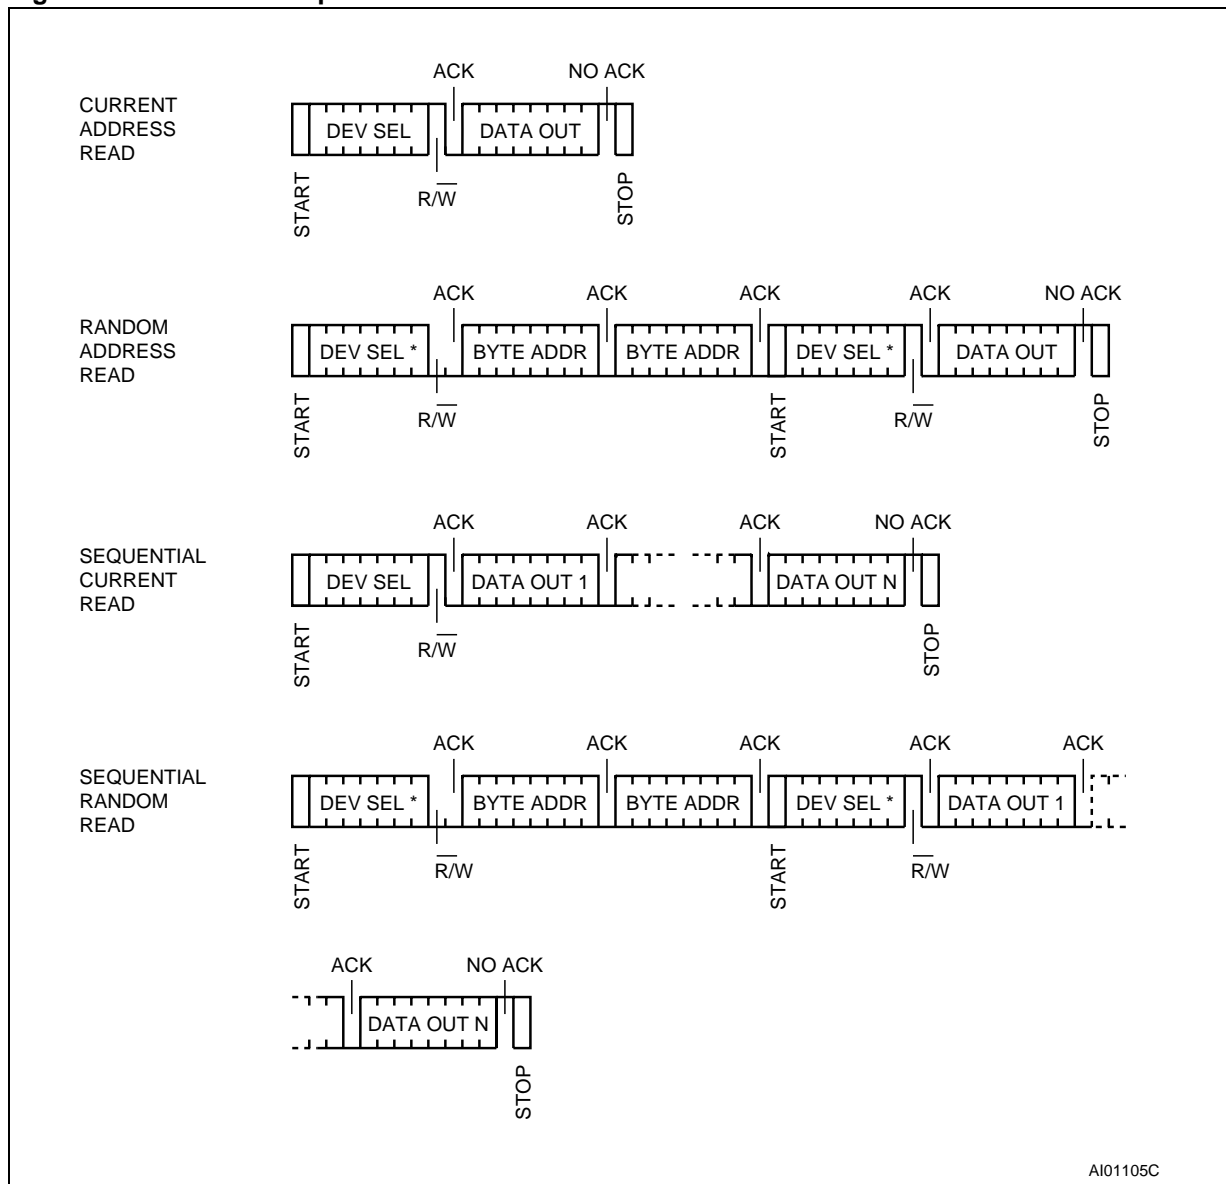 ACK NO ACK
CURRENT
ADDRESS
READ
DEV SEL DATA OUT
START R/W̅ STOP
ACK ACK ACK ACK NO ACK
RANDOM
ADDRESS
READ
DEV SEL * BYTE ADDR BYTE ADDR DEV SEL * DATA OUT
START R/W̅ START R/W̅ STOP
ACK ACK ACK NO ACK
SEQUENTIAL
CURRENT
READ
DEV SEL DATA OUT 1 DATA OUT N
START R/W̅ STOP
ACK ACK ACK ACK ACK
SEQUENTIAL
RANDOM
READ
DEV SEL * BYTE ADDR BYTE ADDR DEV SEL * DATA OUT 1
START R̅/W START R̅/W
ACK NO ACK
DATA OUT N
STOP
AI01105C